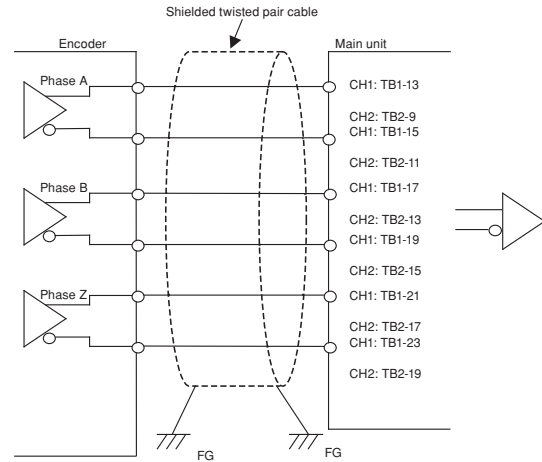 Shielded twisted pair cable
Encoder
Main unit
Phase A
CH1: TB1-13
CH2: TB2-9
CH1: TB1-15
CH2: TB2-11
Phase B
CH1: TB1-17
CH2: TB2-13
CH1: TB1-19
CH2: TB2-15
Phase Z
CH1: TB1-21
CH2: TB2-17
CH1: TB1-23
CH2: TB2-19
FG
FG